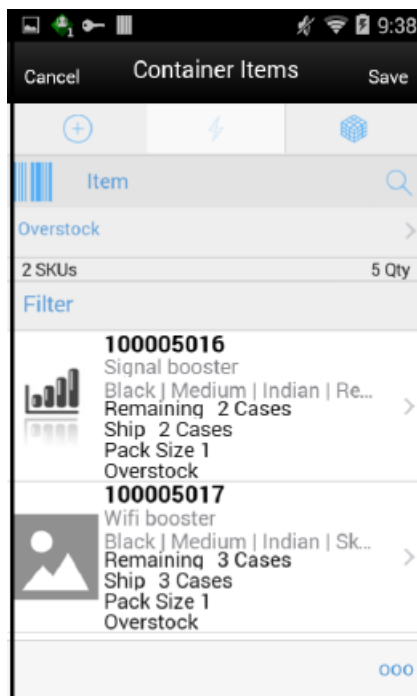 1 9:38
Cancel Container Items Save
Item
Overstock
2 SKUs 5 Qty
Filter
100005016
Signal booster
Black | Medium | Indian | Re...
Remaining 2 Cases
Ship 2 Cases
Pack Size 1
Overstock
100005017
Wifi booster
Black | Medium | Indian | Sk...
Remaining 3 Cases
Ship 3 Cases
Pack Size 1
Overstock
ooo